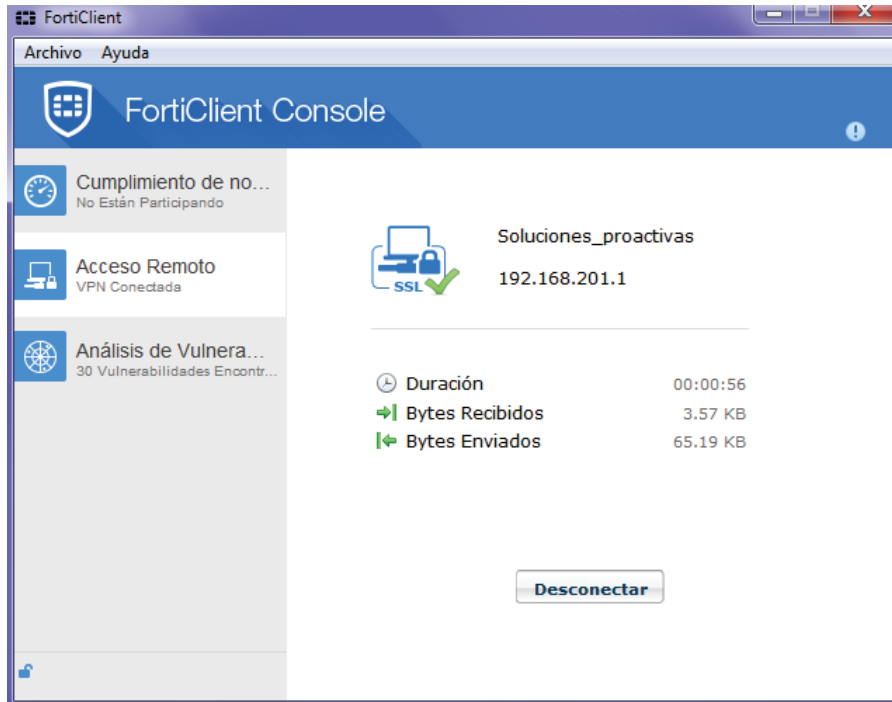 FortiClient
Archivo Ayuda
FortiClient Console
Cumplimiento de no...
No Están Participando
Acceso Remoto
VPN Conectada
Análisis de Vulnera...
30 Vulnerabilidades Encontr...
SSL
Soluciones_proactivas
192.168.201.1
Duración 00:00:56
Bytes Recibidos 3.57 KB
Bytes Enviados 65.19 KB
Desconectar